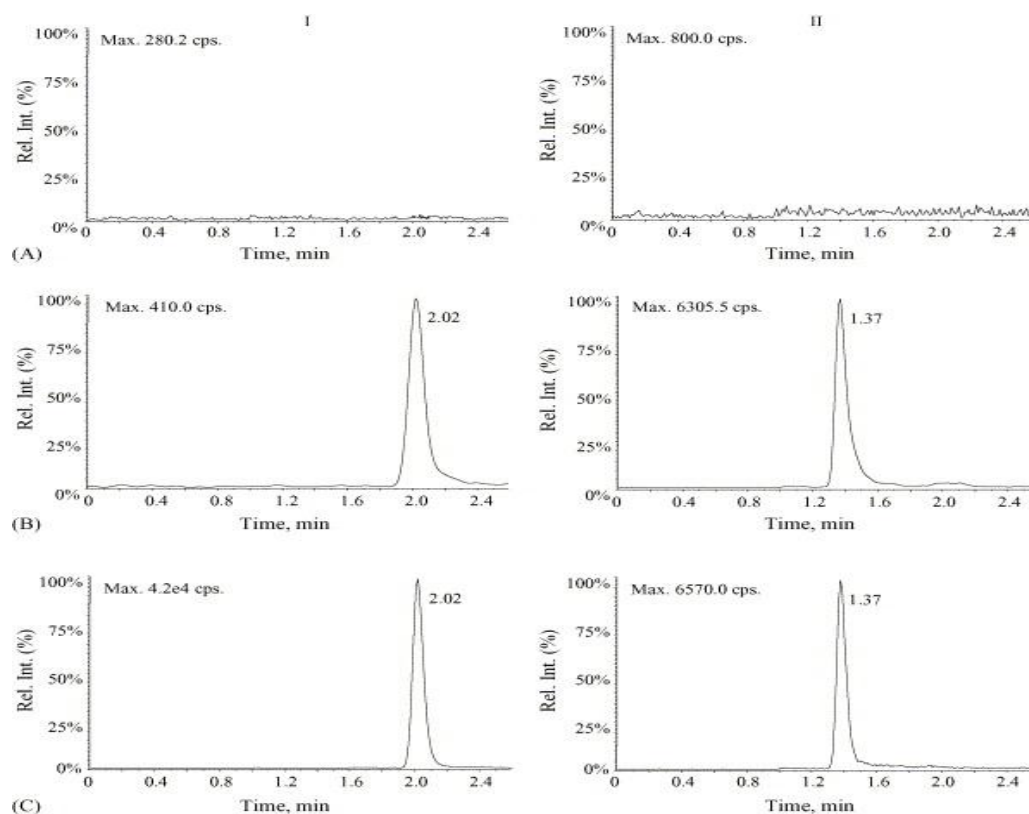 I
II
100%
Max. 280.2 cps.
75%
50%
25%
0%
Rel. Int. (%)
0 0.4 0.8 1.2 1.6 2.0 2.4
Time, min
(A)
100%
Max. 800.0 cps.
75%
50%
25%
0%
Rel. Int. (%)
0 0.4 0.8 1.2 1.6 2.0 2.4
Time, min
100%
Max. 410.0 cps.
2.02
75%
50%
25%
0%
Rel. Int. (%)
0 0.4 0.8 1.2 1.6 2.0 2.4
Time, min
(B)
100%
Max. 6305.5 cps.
1.37
75%
50%
25%
0%
Rel. Int. (%)
0 0.4 0.8 1.2 1.6 2.0 2.4
Time, min
100%
Max. 4.2e4 cps.
2.02
75%
50%
25%
0%
Rel. Int. (%)
0 0.4 0.8 1.2 1.6 2.0 2.4
Time, min
(C)
100%
Max. 6570.0 cps.
1.37
75%
50%
25%
0%
Rel. Int. (%)
0 0.4 0.8 1.2 1.6 2.0 2.4
Time, min